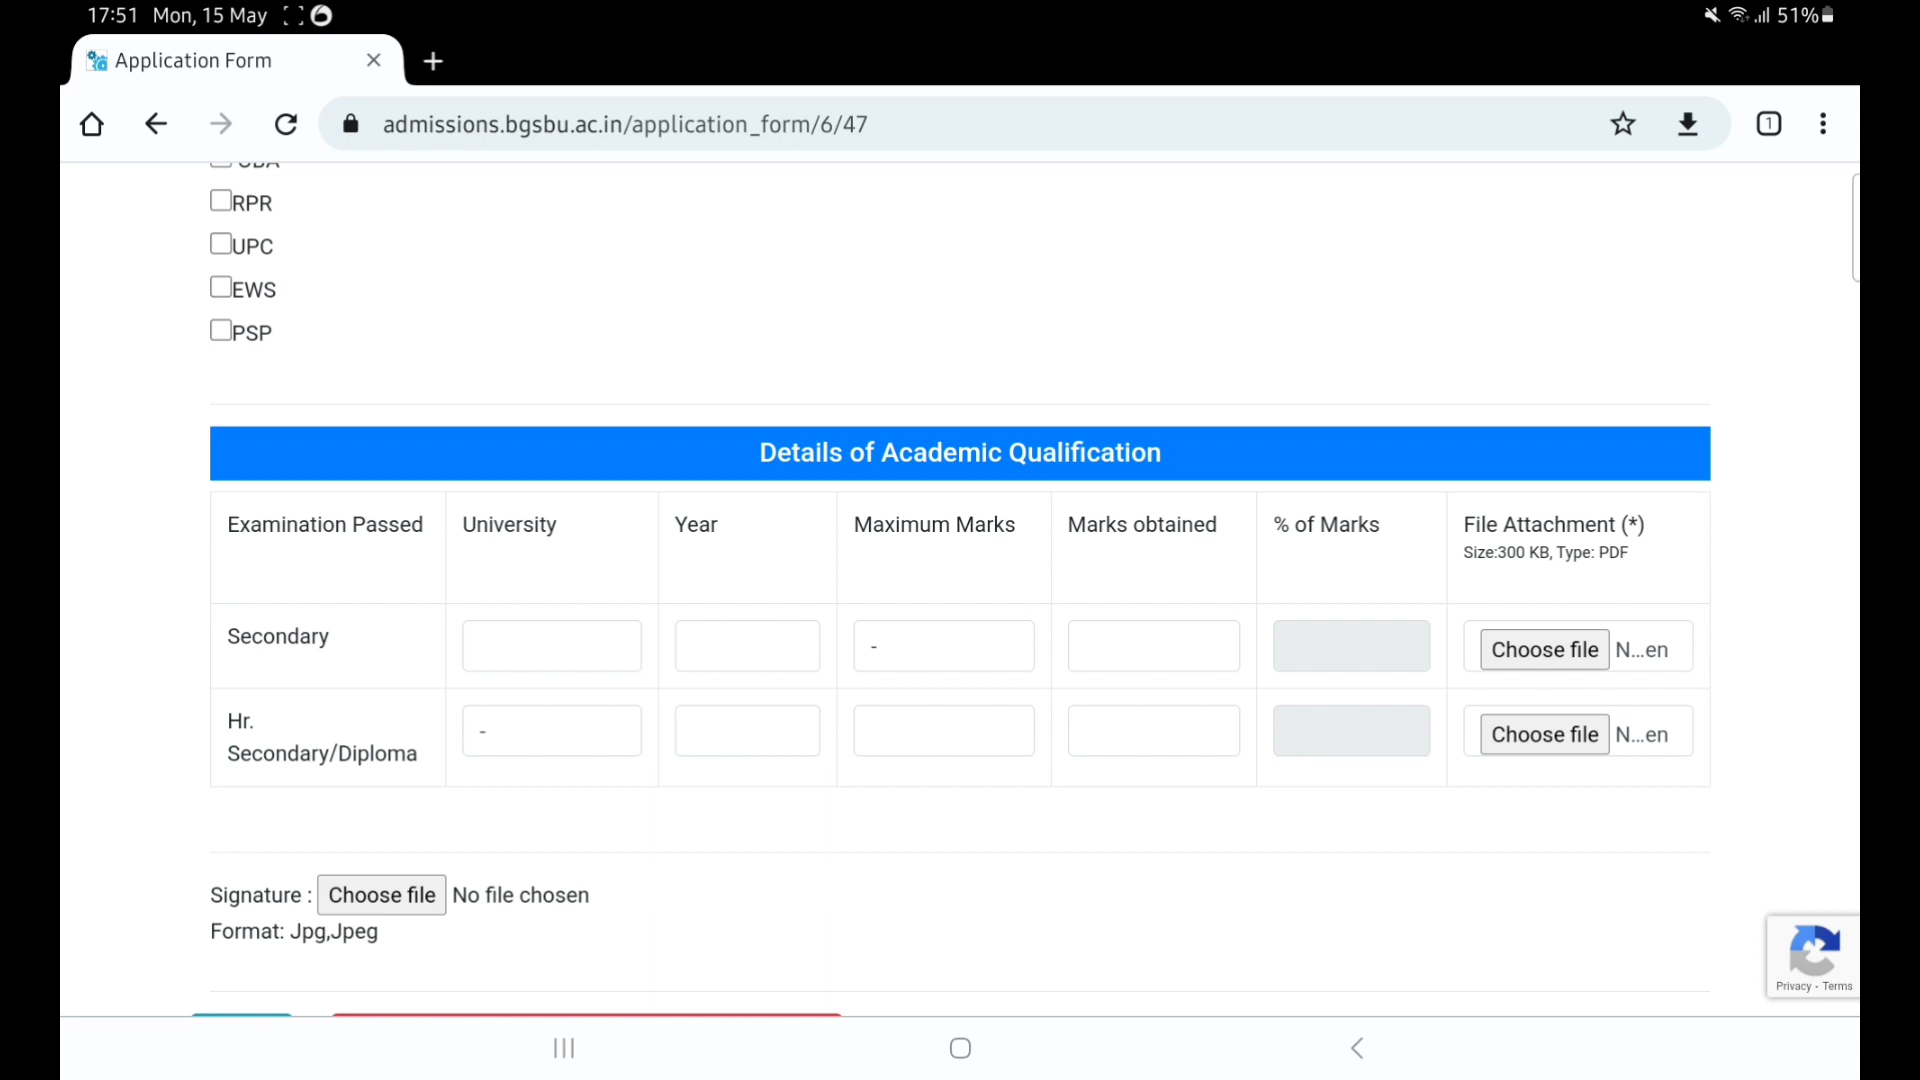 17:51 Mon, 15 May
51%
Application Form
admissions.bgsbu.ac.in/application_form/6/47
1
RPR
UPC
EWS
PSP
Details of Academic Qualification
Examination Passed University Year Maximum Marks Marks obtained % of Marks File Attachment (*)
Size:300 KB, Type: PDF
Secondary - Choose file N...en
Hr. - Choose file N...en
Secondary/Diploma
Signature : Choose file No file chosen
Format: Jpg,Jpeg
Privacy - Terms